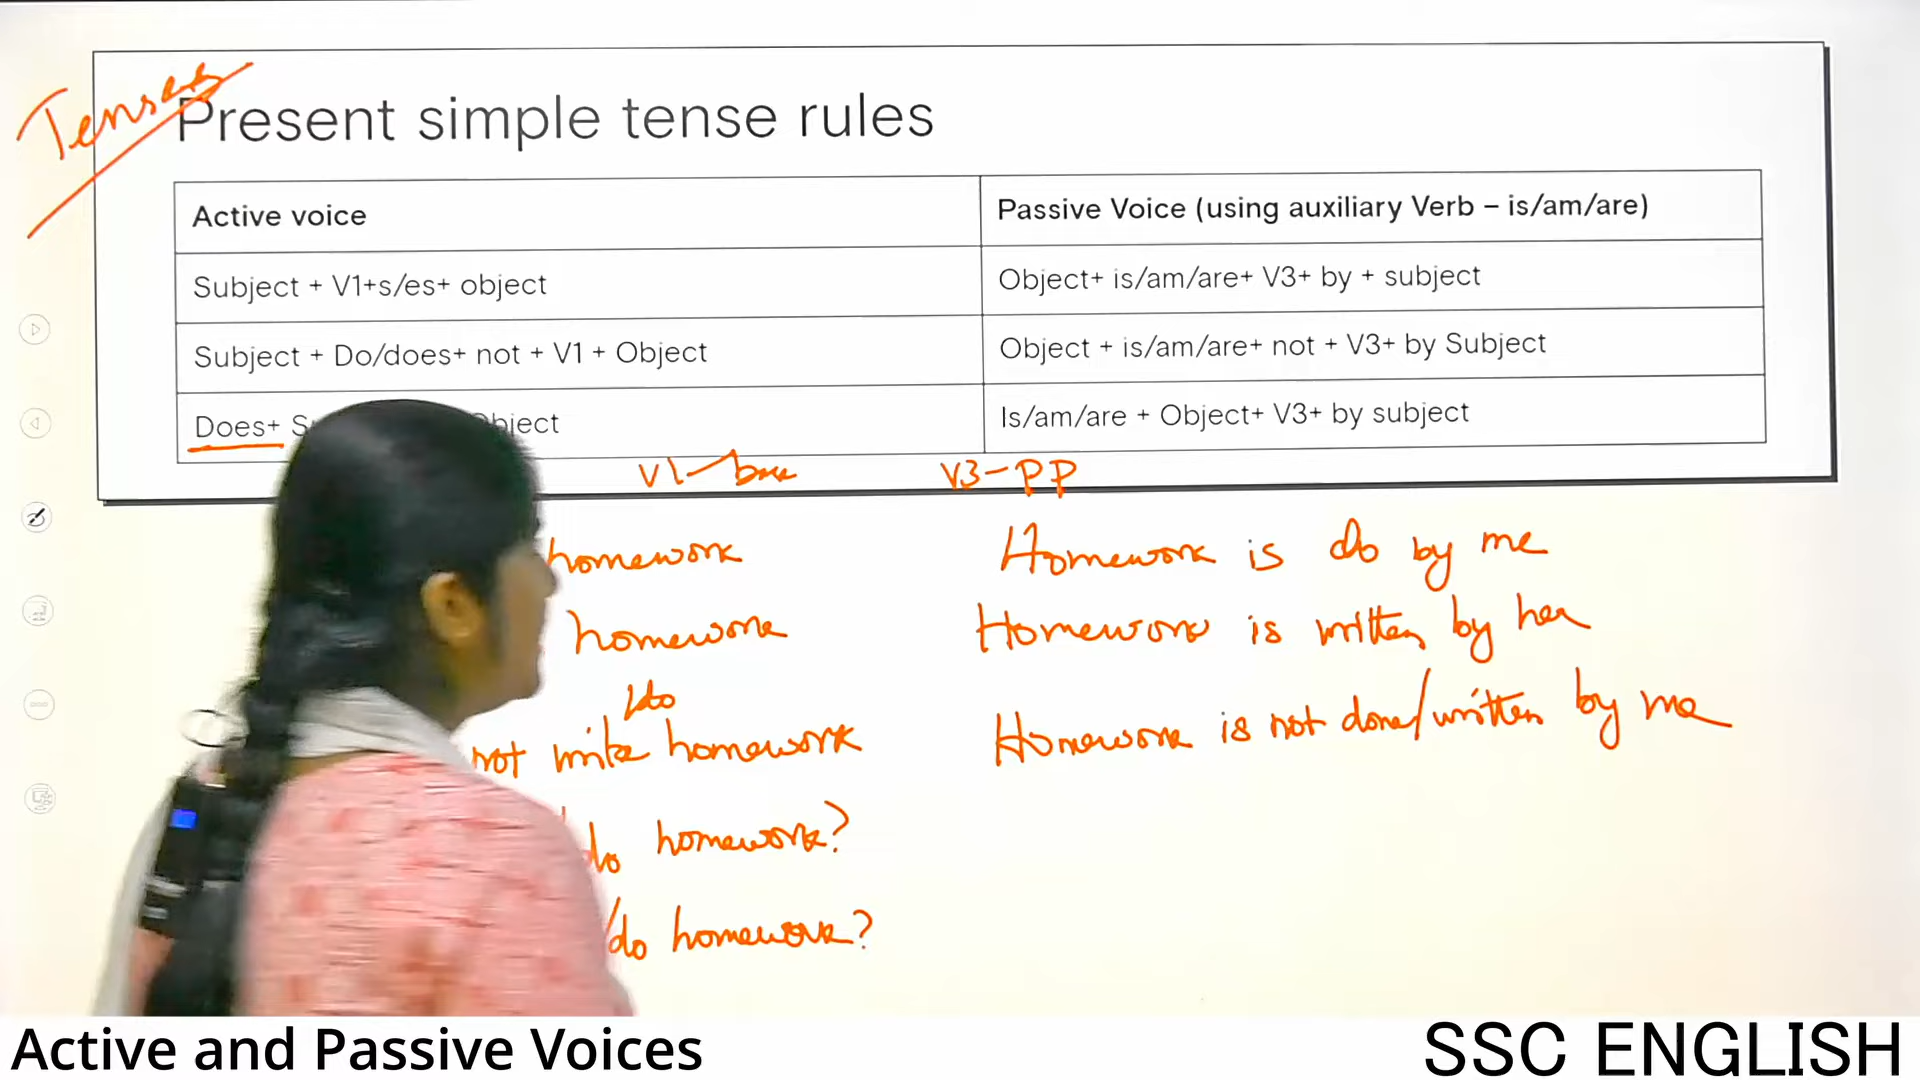 Tenses
Present simple tense rules
Active voice
Passive Voice (using auxiliary Verb – is/am/are)
Subject + V1+s/es+ object
Object+ is/am/are+ V3+ by + subject
Subject + Do/does+ not + V1 + Object
Object + is/am/are+ not + V3+ by Subject
Does+
Is/am/are + Object+ V3+ by subject
V1 – base
V3 – PP
homework
Homework is do by me
homework
Homework is written by her
do
not write homework
Homework is not done/written by me
do homework?
/do homework?
Active and Passive Voices
SSC ENGLISH